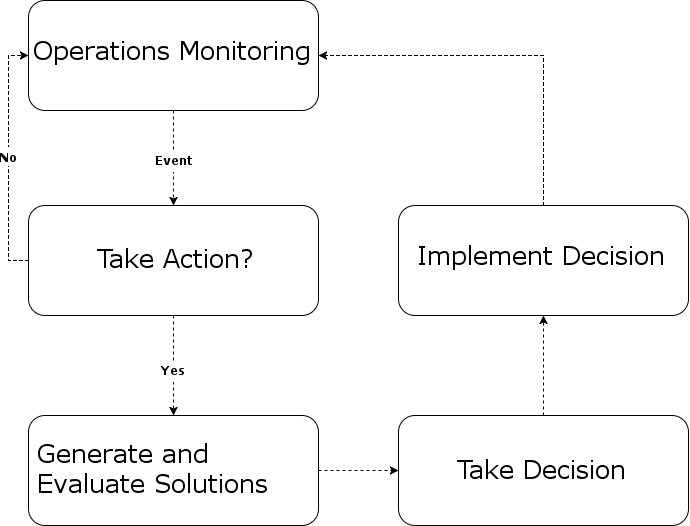 Operations Monitoring
No
Event
Take Action?
Implement Decision
Yes
Generate and
Evaluate Solutions
Take Decision